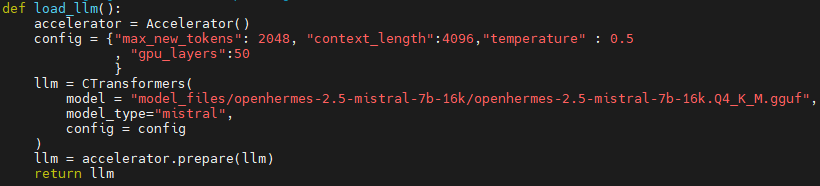 def load_llm():
    accelerator = Accelerator()
    config = {"max_new_tokens": 2048, "context_length":4096,"temperature" : 0.5
              , "gpu_layers":50
              }
    llm = CTransformers(
        model = "model_files/openhermes-2.5-mistral-7b-16k/openhermes-2.5-mistral-7b-16k.Q4_K_M.gguf",
        model_type="mistral",
        config = config
    )
    llm = accelerator.prepare(llm)
    return llm